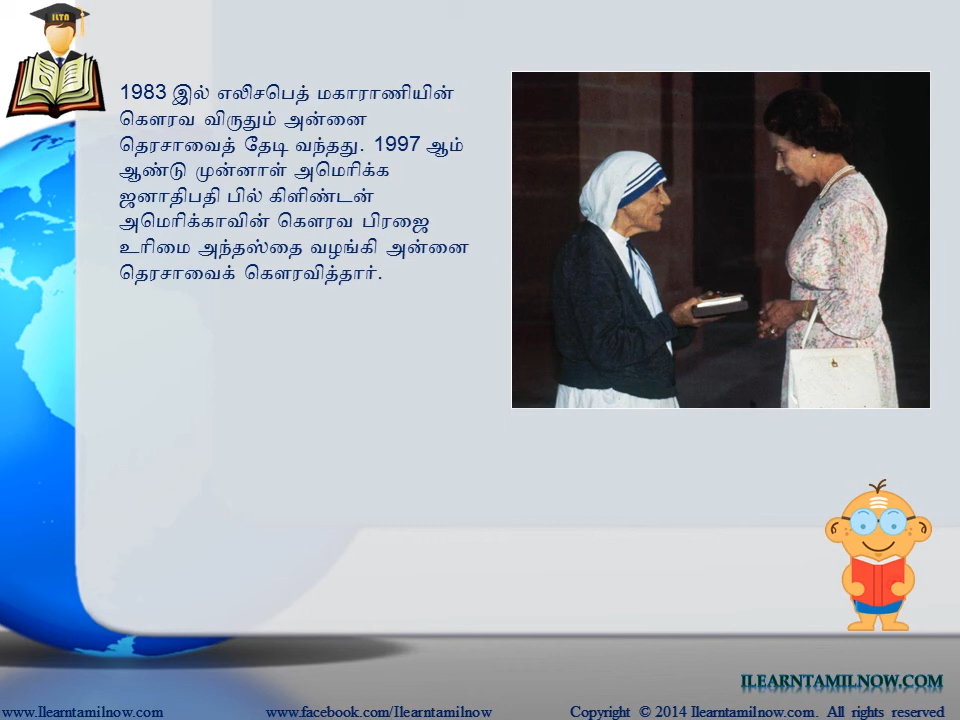 ILTN
1983 இல் எலிசபெத் மகாராணியின்
கௌரவ விருதும் அன்னை
தெரசாவைத் தேடி வந்தது. 1997 ஆம்
ஆண்டு முன்னாள் அமெரிக்க
ஜனாதிபதி பில் கிளிண்டன்
அமெரிக்காவின் கௌரவ பிரஜை
உரிமை அந்தஸ்தை வழங்கி அன்னை
தெரசாவைக் கௌரவித்தார்.
ILEARNTAMILNOW.COM
www.Ilearntamilnow.com www.facebook.com/Ilearntamilnow Copyright © 2014 Ilearntamilnow.com. All rights reserved